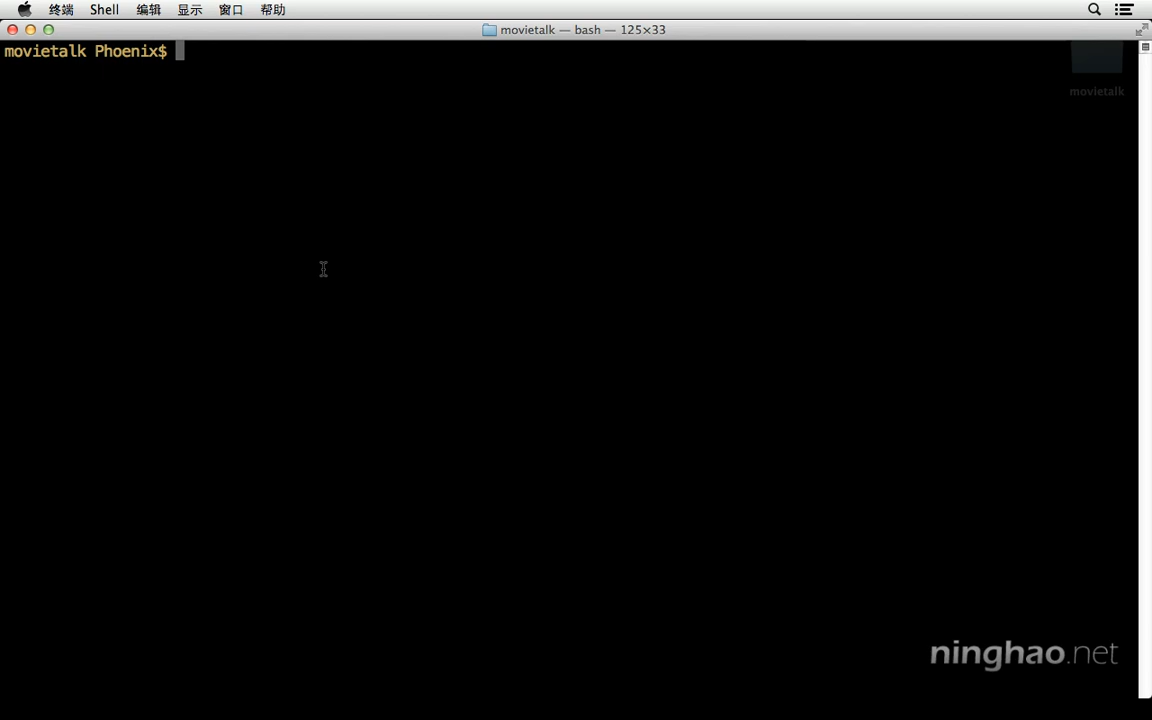 终端 Shell 编辑 显示 窗口 帮助
movietalk — bash — 125×33
movietalk Phoenix$
movietalk
ninghao.net